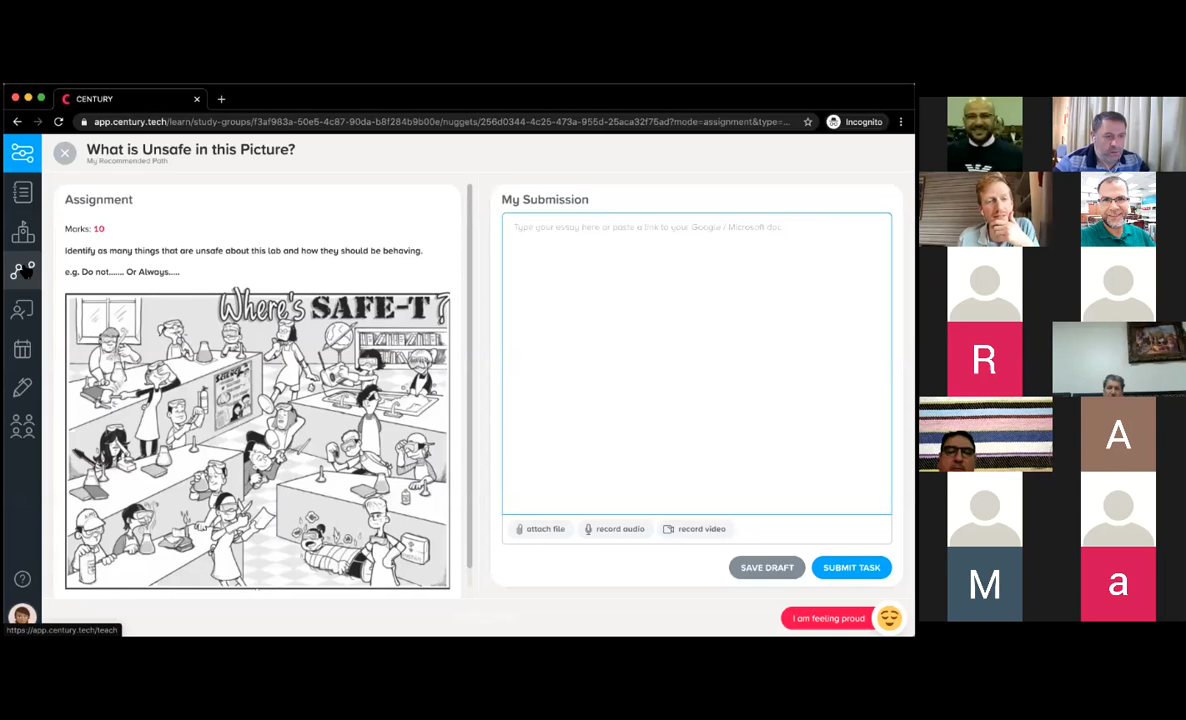 CENTURY
app.century.tech/learn/study-groups/f3af983a-50e5-4c87-90da-b8f284b9b00e/nuggets/256d0344-4c25-473a-955d-25aca32f75ad?mode=assignment&type=...
Incognito
What is Unsafe in this Picture?
My Recommended Path
Assignment
Marks: 10
Identify as many things that are unsafe about this lab and how they should be behaving.
e.g. Do not....... Or Always.....
Where's SAFE-T?
SCIENCE
My Submission
Type your essay here or paste a link to your Google / Microsoft doc.
attach file
record audio
record video
SAVE DRAFT
SUBMIT TASK
I am feeling proud
https://app.century.tech/teach
R
A
M
a